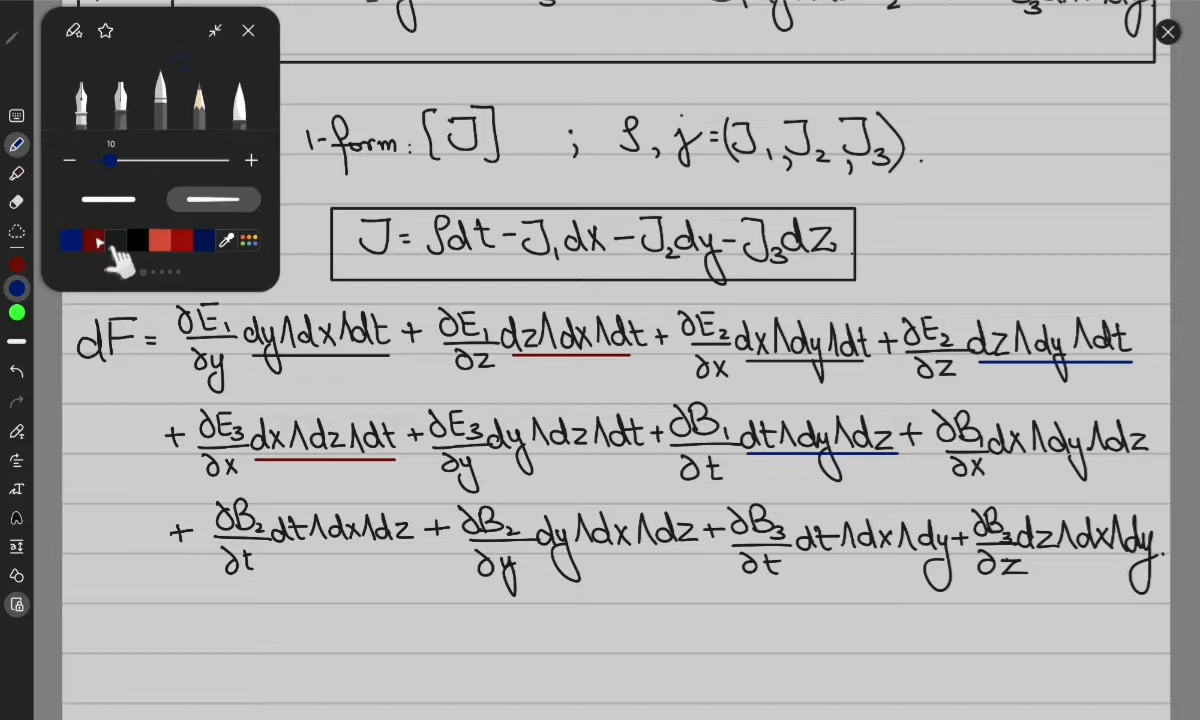 1-form: [J] ; ρ, j=(J₁, J₂, J₃).
10
J = ρdt - J₁dx - J₂dy - J₃dz
dF = ∂E₁/∂y dy∧dx∧dt + ∂E₁/∂z dz∧dx∧dt + ∂E₂/∂x dx∧dy∧dt + ∂E₂/∂z dz∧dy∧dt
+ ∂E₃/∂x dx∧dz∧dt + ∂E₃/∂y dy∧dz∧dt + ∂B₁/∂t dt∧dy∧dz + ∂B₁/∂x dx∧dy∧dz
+ ∂B₂/∂t dt∧dx∧dz + ∂B₂/∂y dy∧dx∧dz + ∂B₃/∂t dt∧dx∧dy + ∂B₃/∂z dz∧dx∧dy.